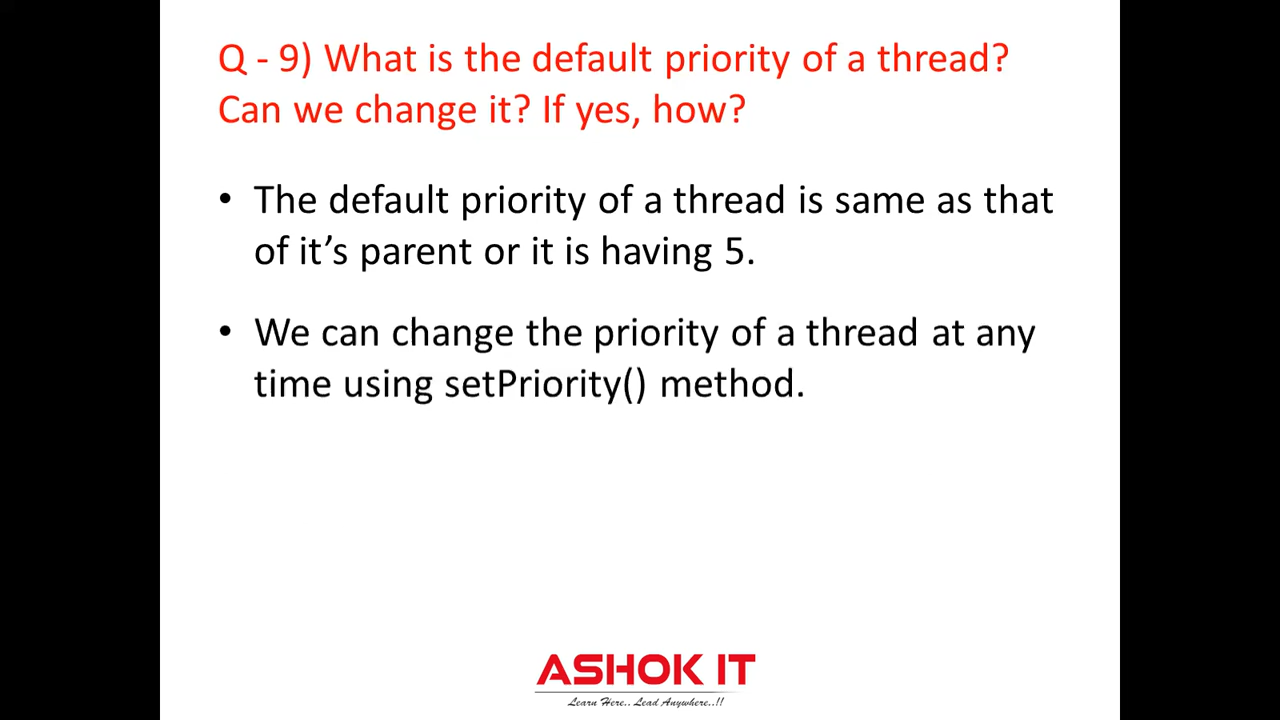 Q - 9) What is the default priority of a thread?
Can we change it? If yes, how?
• The default priority of a thread is same as that
of it’s parent or it is having 5.
• We can change the priority of a thread at any
time using setPriority() method.
ASHOK IT
Learn Here.. Lead Anywhere..!!